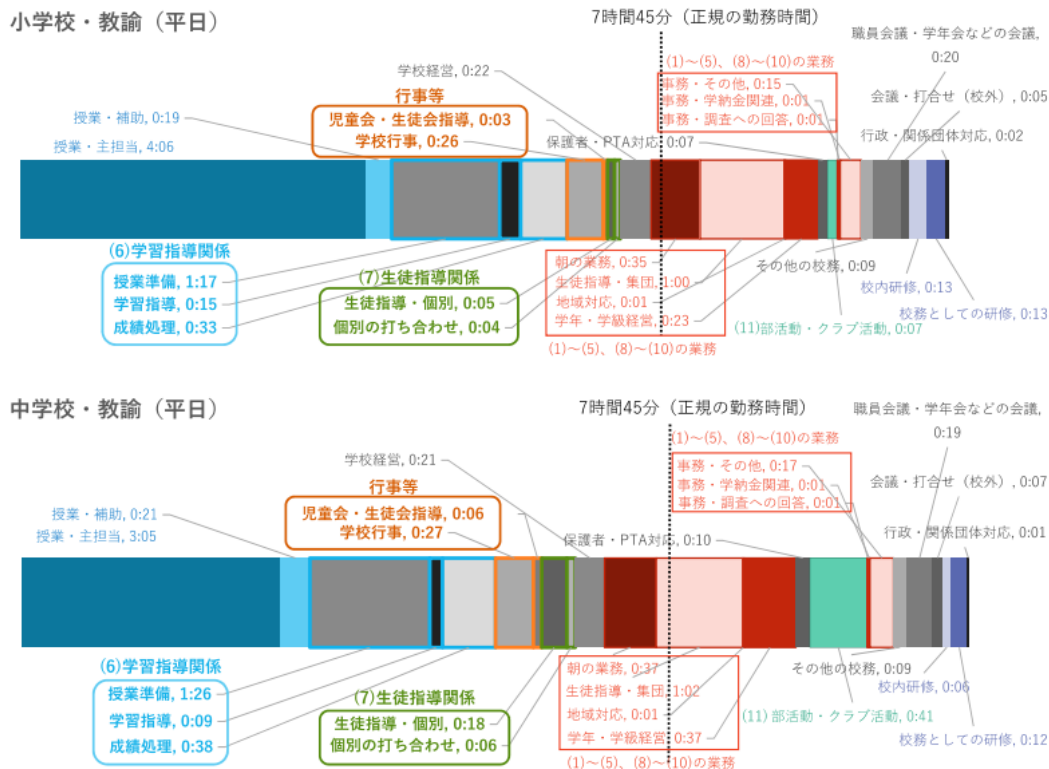 小学校・教諭（平日）
7時間45分（正規の勤務時間）
職員会議・学年会などの会議,
0:20
学校経営, 0:22
(1)～(5)、(8)～(10)の業務
事務・その他, 0:15
事務・学納金関連, 0:01
事務・調査への回答, 0:01
会議・打合せ（校外）, 0:05
行事等
児童会・生徒会指導, 0:03
学校行事, 0:26
授業・補助, 0:19
授業・主担当, 4:06
保護者・PTA対応, 0:07
行政・関係団体対応, 0:02
(6)学習指導関係
授業準備, 1:17
学習指導, 0:15
成績処理, 0:33
(7)生徒指導関係
生徒指導・個別, 0:05
個別の打ち合わせ, 0:04
朝の業務, 0:35
生徒指導・集団, 1:00
地域対応, 0:01
学年・学級経営, 0:23
(1)～(5)、(8)～(10)の業務
その他の校務, 0:09
校内研修, 0:13
校務としての研修, 0:13
(11)部活動・クラブ活動, 0:07
中学校・教諭（平日）
7時間45分（正規の勤務時間）
職員会議・学年会などの会議,
0:19
学校経営, 0:21
(1)～(5)、(8)～(10)の業務
事務・その他, 0:17
事務・学納金関連, 0:01
事務・調査への回答, 0:01
会議・打合せ（校外）, 0:07
行事等
児童会・生徒会指導, 0:06
学校行事, 0:27
授業・補助, 0:21
授業・主担当, 3:05
保護者・PTA対応, 0:10
行政・関係団体対応, 0:01
(6)学習指導関係
授業準備, 1:26
学習指導, 0:09
成績処理, 0:38
(7)生徒指導関係
生徒指導・個別, 0:18
個別の打ち合わせ, 0:06
朝の業務, 0:37
生徒指導・集団, 1:02
地域対応, 0:01
学年・学級経営, 0:37
(1)～(5)、(8)～(10)の業務
その他の校務, 0:09
校内研修, 0:06
(11)部活動・クラブ活動, 0:41
校務としての研修, 0:12